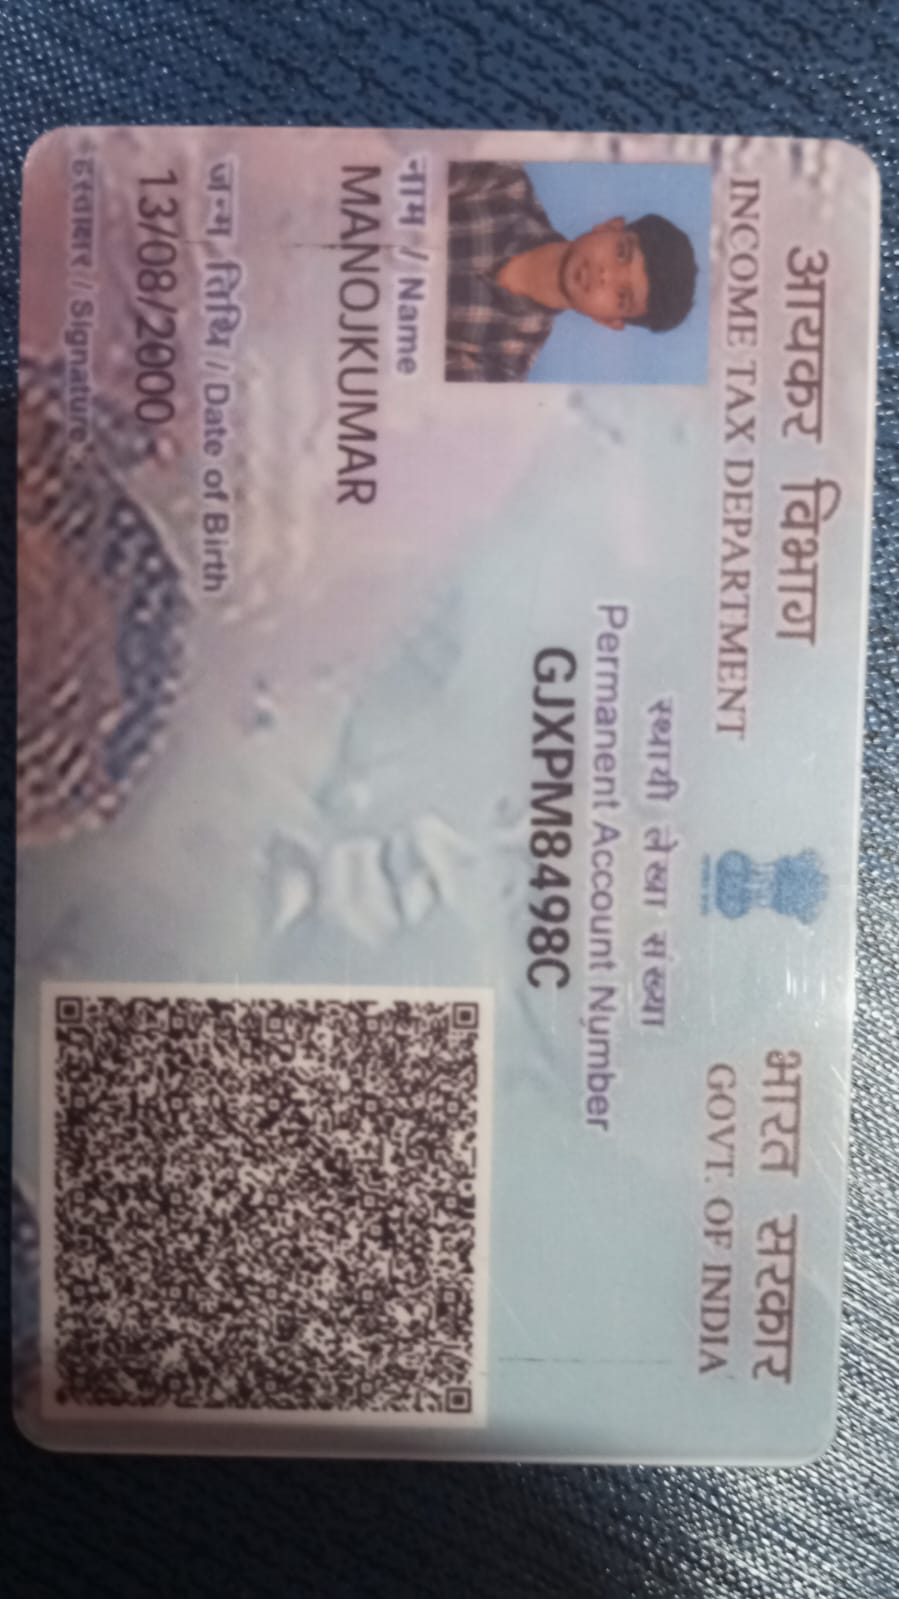 आयकर विभाग
INCOME TAX DEPARTMENT
भारत सरकार
GOVT. OF INDIA
स्थायी लेखा संख्या
Permanent Account Number
GJXPM8498C
नाम / Name
MANOJKUMAR
जन्म तिथि / Date of Birth
13/08/2000
हस्ताक्षर / Signature